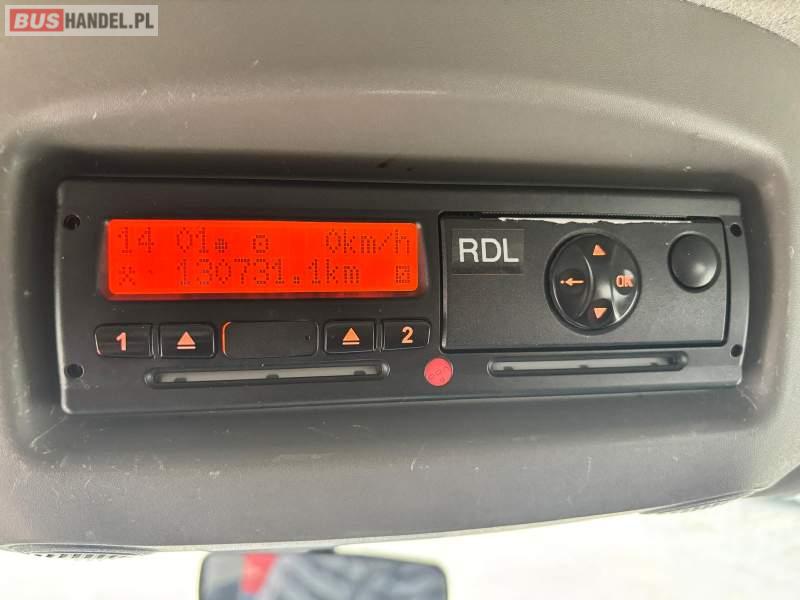 BUSHANDEL.PL
14 01 0km/h
x 130731.1km
RDL
OK
1
2